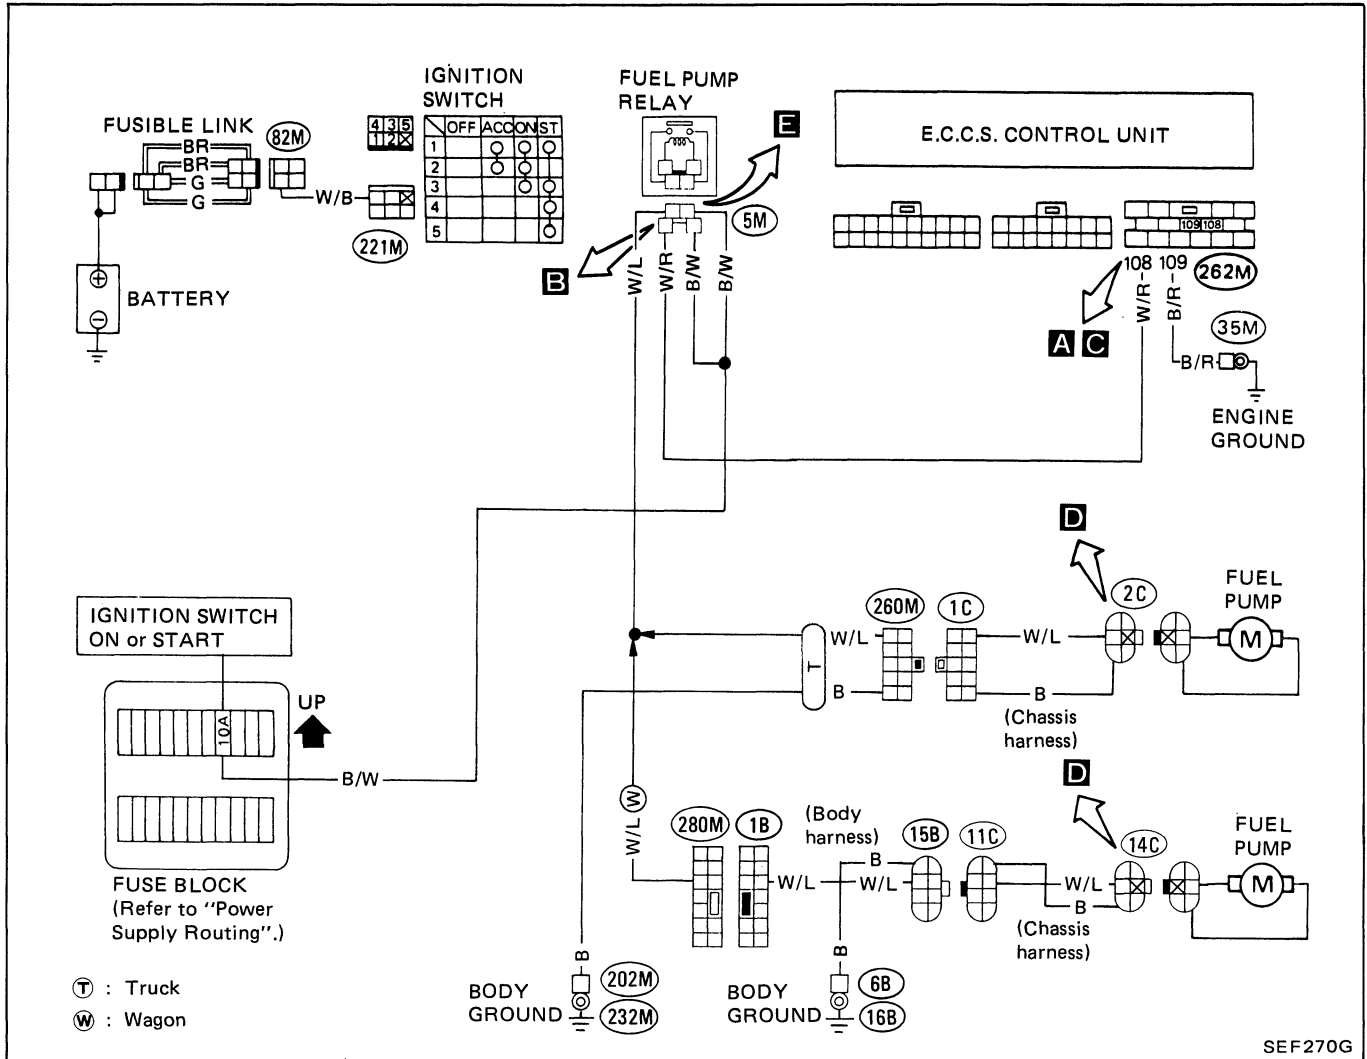 IGNITION
SWITCH
FUEL PUMP
RELAY
E
E.C.C.S. CONTROL UNIT
FUSIBLE LINK
82M
BR
BR
G
G
W/B
4 3 5
1 2
221M
OFF ACC ON ST
1
2
3
4
5
5M
B
W/L
W/R
B/W
B/W
109 108
108 109
262M
W/R
B/R
A C
35M
B/R
ENGINE
GROUND
BATTERY
D
IGNITION SWITCH
ON or START
UP
10A
B/W
FUSE BLOCK
(Refer to "Power
Supply Routing".)
T
W/L
B
260M
1C
W/L
B
(Chassis
harness)
2C
FUEL
PUMP
M
D
W
W/L
280M
1B
(Body
harness)
B
W/L
W/L
15B
11C
W/L
B
(Chassis
harness)
14C
FUEL
PUMP
M
B
BODY
GROUND
202M
232M
B
BODY
GROUND
6B
16B
T : Truck
W : Wagon
SEF270G